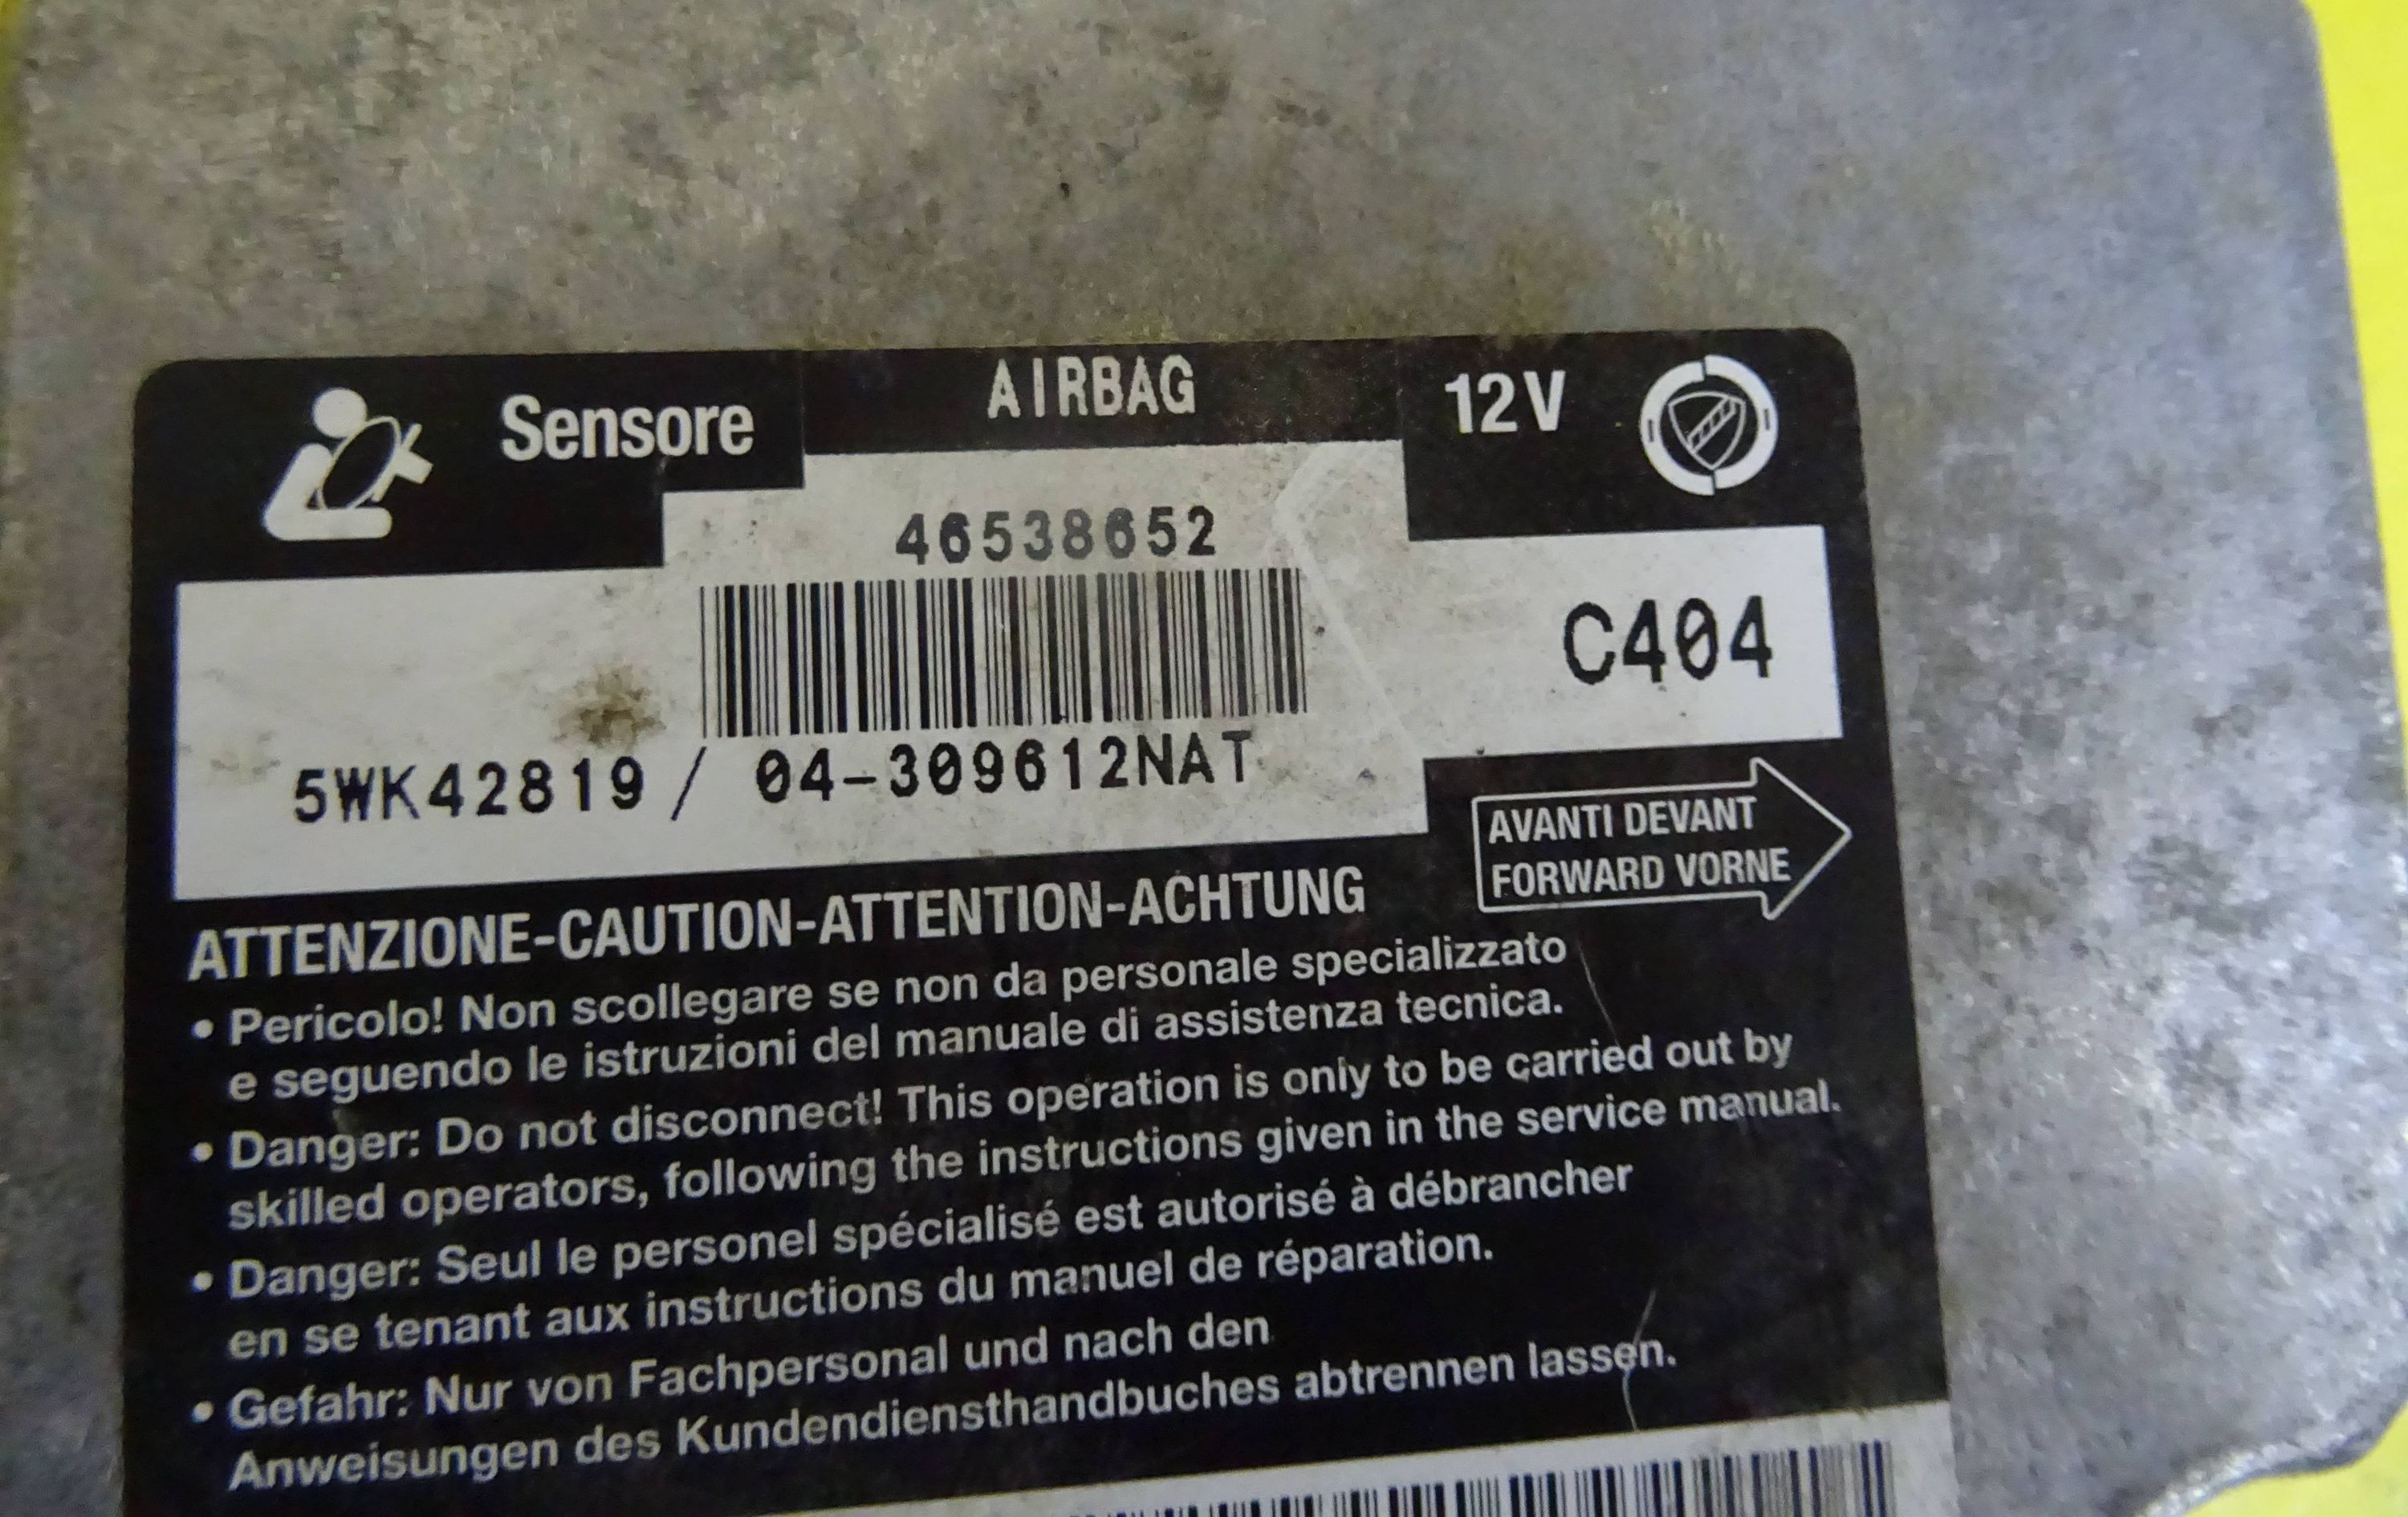 Sensore
AIRBAG
12V
46538652
C404
5WK42819 / 04-309612NAT
AVANTI DEVANT
FORWARD VORNE
ATTENZIONE-CAUTION-ATTENTION-ACHTUNG
• Pericolo! Non scollegare se non da personale specializzato
e seguendo le istruzioni del manuale di assistenza tecnica.
• Danger: Do not disconnect! This operation is only to be carried out by
skilled operators, following the instructions given in the service manual.
• Danger: Seul le personel spécialisé est autorisé à débrancher
en se tenant aux instructions du manuel de réparation.
• Gefahr: Nur von Fachpersonal und nach den
Anweisungen des Kundendiensthandbuches abtrennen lassen.